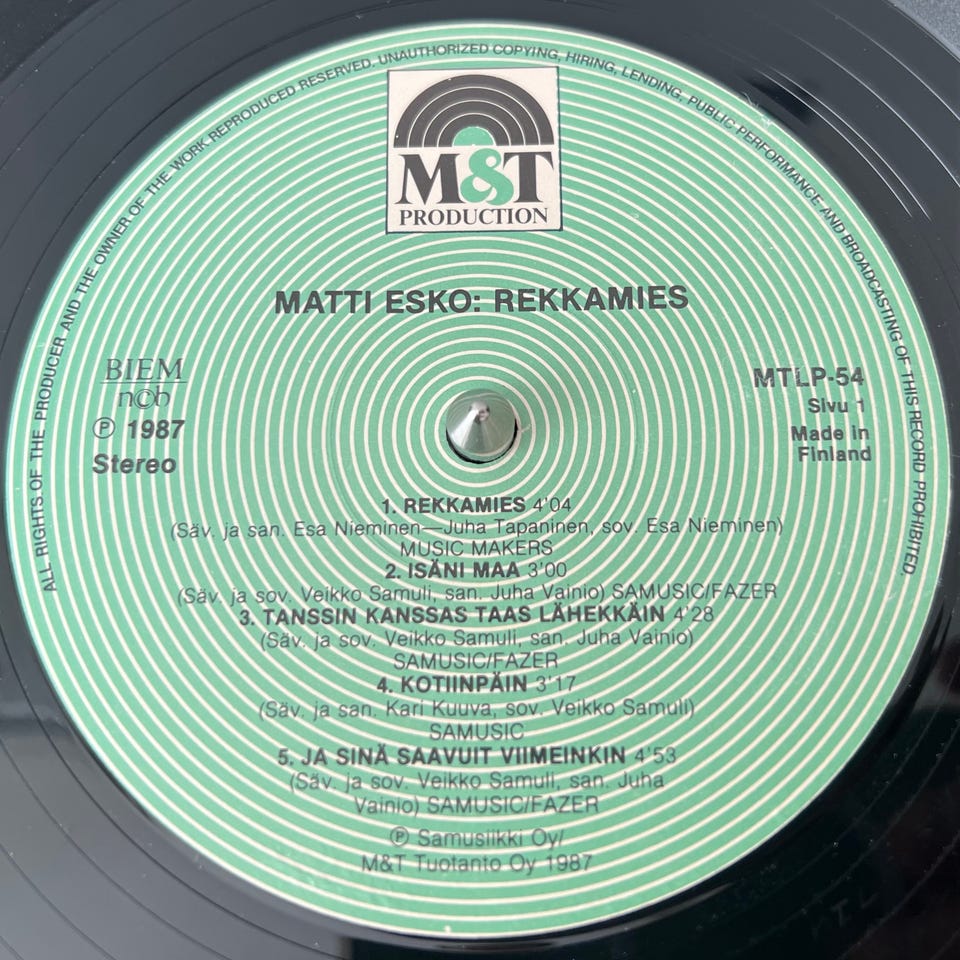 ALL RIGHTS OF THE PRODUCER AND THE OWNER OF THE WORK REPRODUCED RESERVED. UNAUTHORIZED COPYING, HIRING, LENDING, PUBLIC PERFORMANCE AND BROADCASTING OF THIS RECORD PROHIBITED.
M&T
PRODUCTION
MATTI ESKO: REKKAMIES
BIEM
n©b
℗ 1987
Stereo
MTLP-54
Sivu 1
Made in
Finland
1. REKKAMIES 4'04
(Säv. ja san. Esa Nieminen—Juha Tapaninen, sov. Esa Nieminen)
MUSIC MAKERS
2. ISÄNI MAA 3'00
(Säv. ja sov. Veikko Samuli, san. Juha Vainio) SAMUSIC/FAZER
3. TANSSIN KANSSAS TAAS LÄHEKKÄIN 4'28
(Säv. ja sov. Veikko Samuli, san. Juha Vainio)
SAMUSIC/FAZER
4. KOTIINPÄIN 3'17
(Säv. ja san. Kari Kuuva, sov. Veikko Samuli)
SAMUSIC
5. JA SINÄ SAAVUIT VIIMEINKIN 4'53
(Säv. ja sov. Veikko Samuli, san. Juha
Vainio) SAMUSIC/FAZER
℗ Samusiikki Oy/
M&T Tuotanto Oy 1987